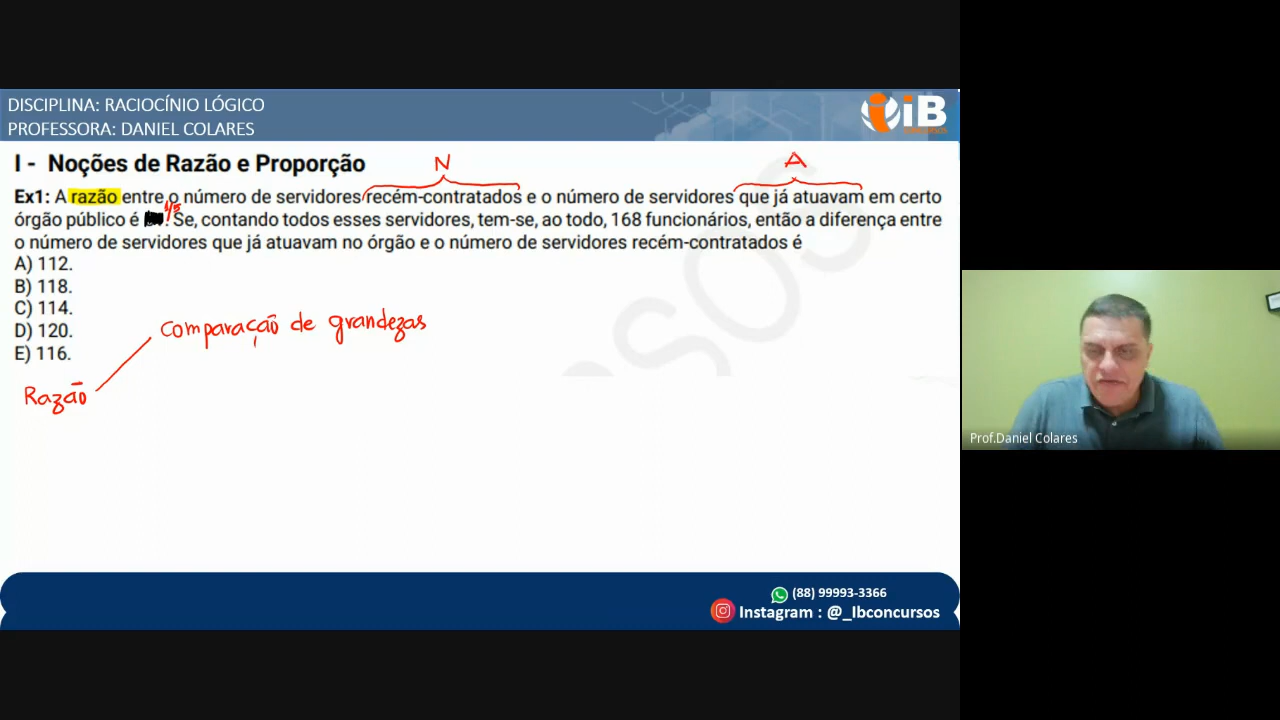 DISCIPLINA: RACIOCÍNIO LÓGICO
PROFESSORA: DANIEL COLARES
iB
CONCURSOS
I - Noções de Razão e Proporção
N
A
Ex1: A razão entre o número de servidores recém-contratados e o número de servidores que já atuavam em certo
1/5
órgão público é . Se, contando todos esses servidores, tem-se, ao todo, 168 funcionários, então a diferença entre
o número de servidores que já atuavam no órgão e o número de servidores recém-contratados é
A) 112.
B) 118.
C) 114.
D) 120.
E) 116.
Comparação de grandezas
Razão
(88) 99993-3366
Instagram : @_Ibconcursos
Prof.Daniel Colares